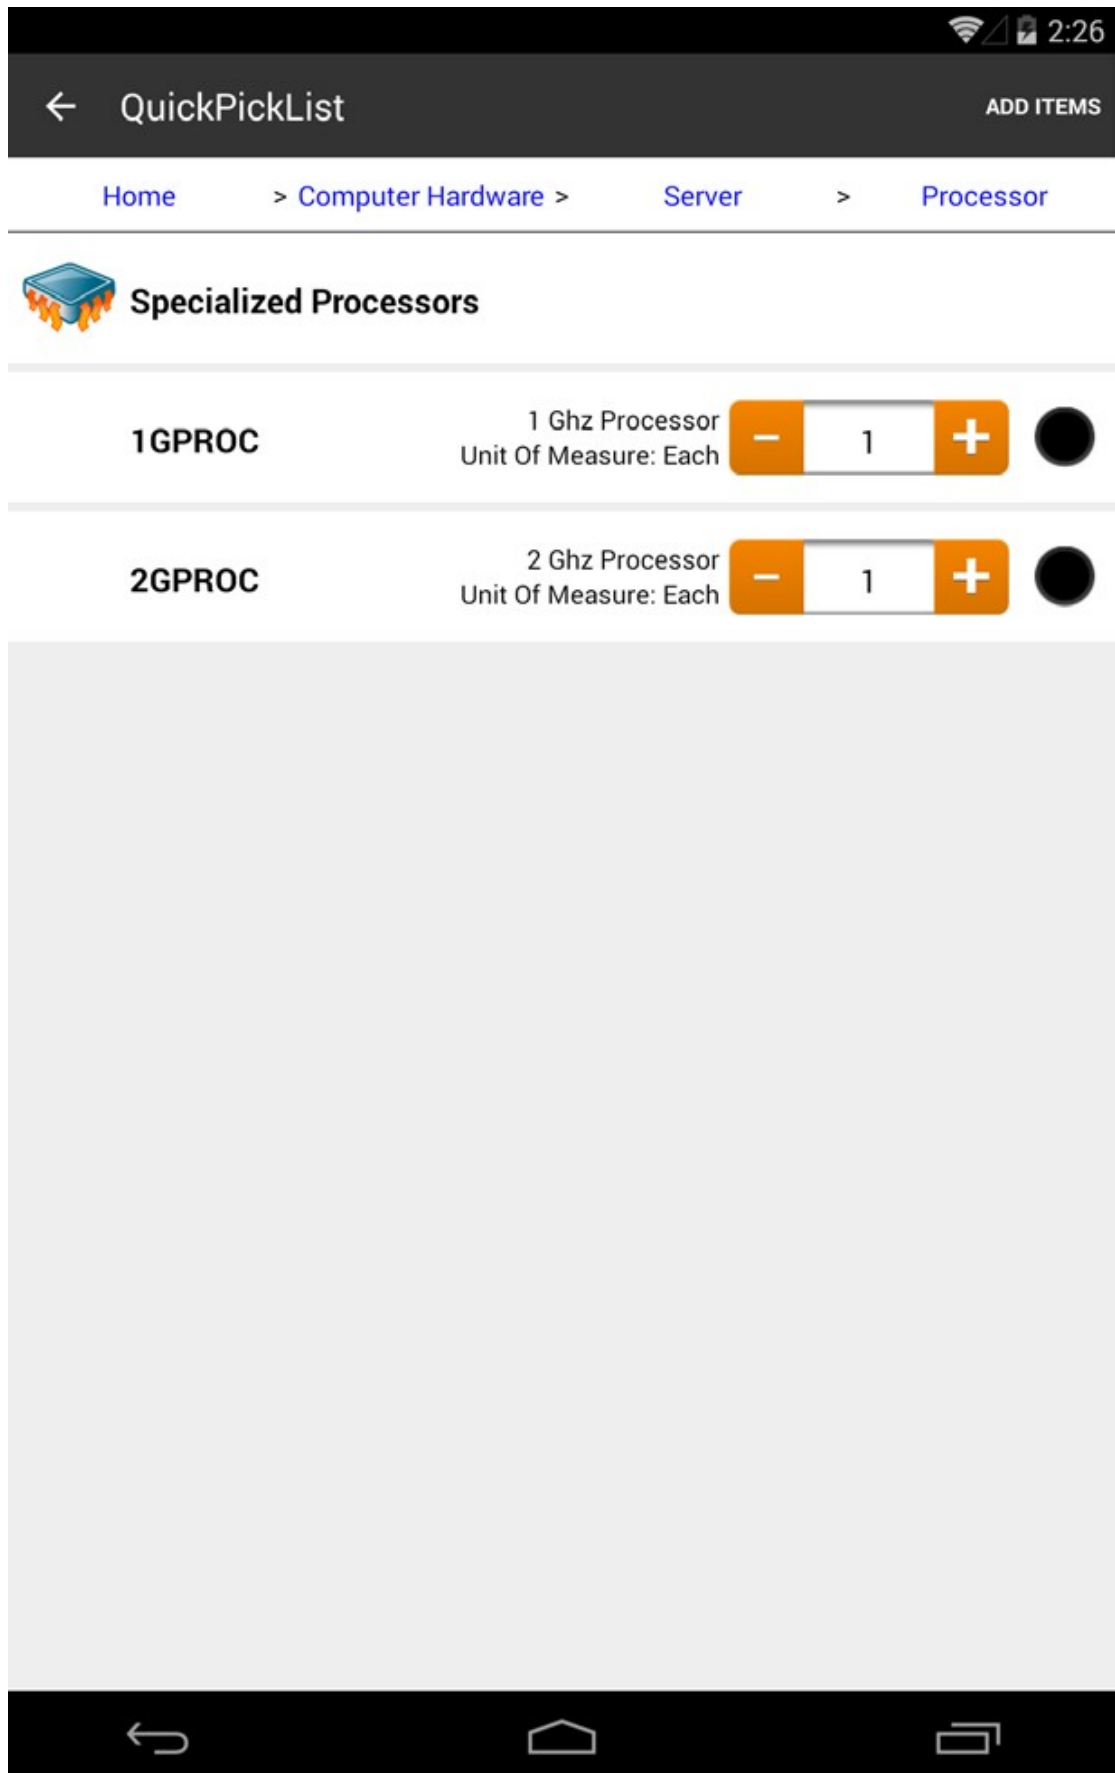 2:26
QuickPickList ADD ITEMS
Home > Computer Hardware > Server > Processor
Specialized Processors
1GPROC
1 Ghz Processor
Unit Of Measure: Each
− 1 +
2GPROC
2 Ghz Processor
Unit Of Measure: Each
− 1 +